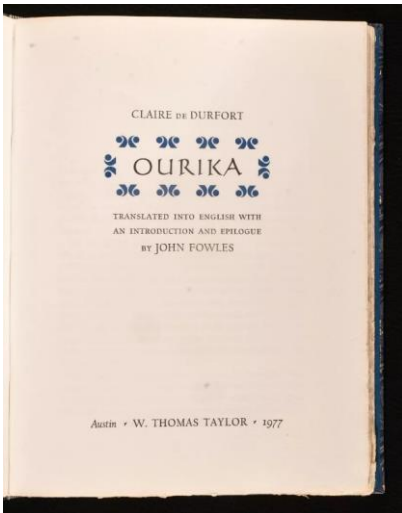 CLAIRE DE DURFORT
OURIKA
TRANSLATED INTO ENGLISH WITH
AN INTRODUCTION AND EPILOGUE
BY JOHN FOWLES
Austin • W. THOMAS TAYLOR • 1977